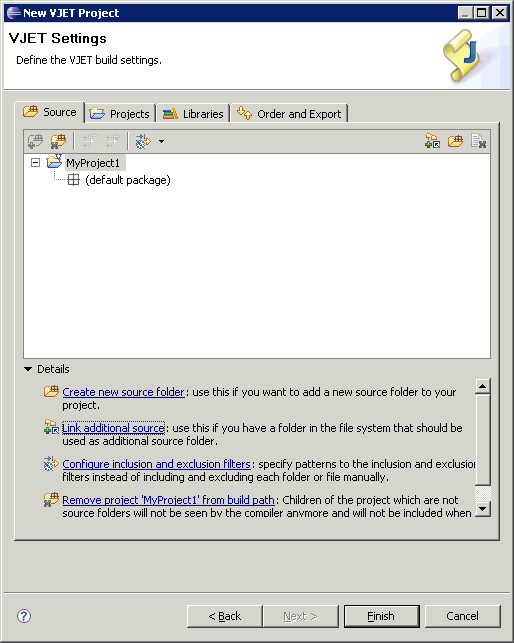 New VJET Project
VJET Settings
Define the VJET build settings.
Source Projects Libraries Order and Export
MyProject1
(default package)
Details
Create new source folder: use this if you want to add a new source folder to your
project.
Link additional source: use this if you have a folder in the file system that should be
used as additional source folder.
Configure inclusion and exclusion filters: specify patterns to the inclusion and exclusion
filters instead of including and excluding each folder or file manually.
Remove project 'MyProject1' from build path: Children of the project which are not
source folders will not be seen by the compiler anymore and will not be included when
< Back Next > Finish Cancel